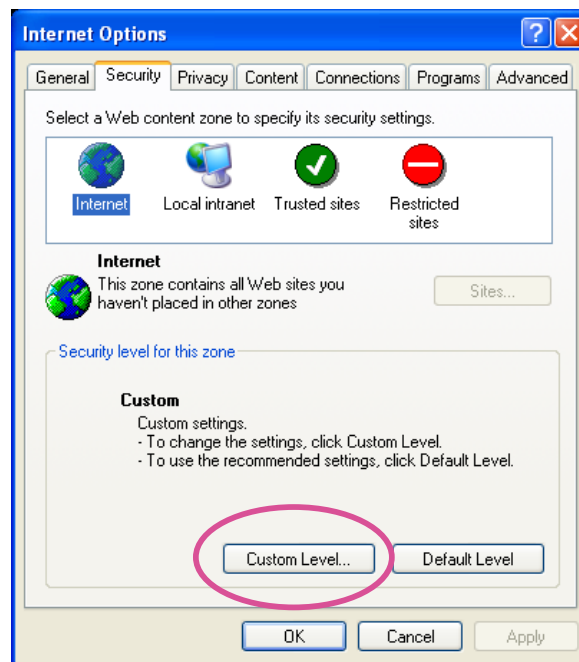 Internet Options
?
General Security Privacy Content Connections Programs Advanced
Select a Web content zone to specify its security settings.
Internet Local intranet Trusted sites Restricted
sites
Internet
This zone contains all Web sites you
haven't placed in other zones
Sites...
Security level for this zone
Custom
Custom settings.
- To change the settings, click Custom Level.
- To use the recommended settings, click Default Level.
Custom Level... Default Level
OK Cancel Apply